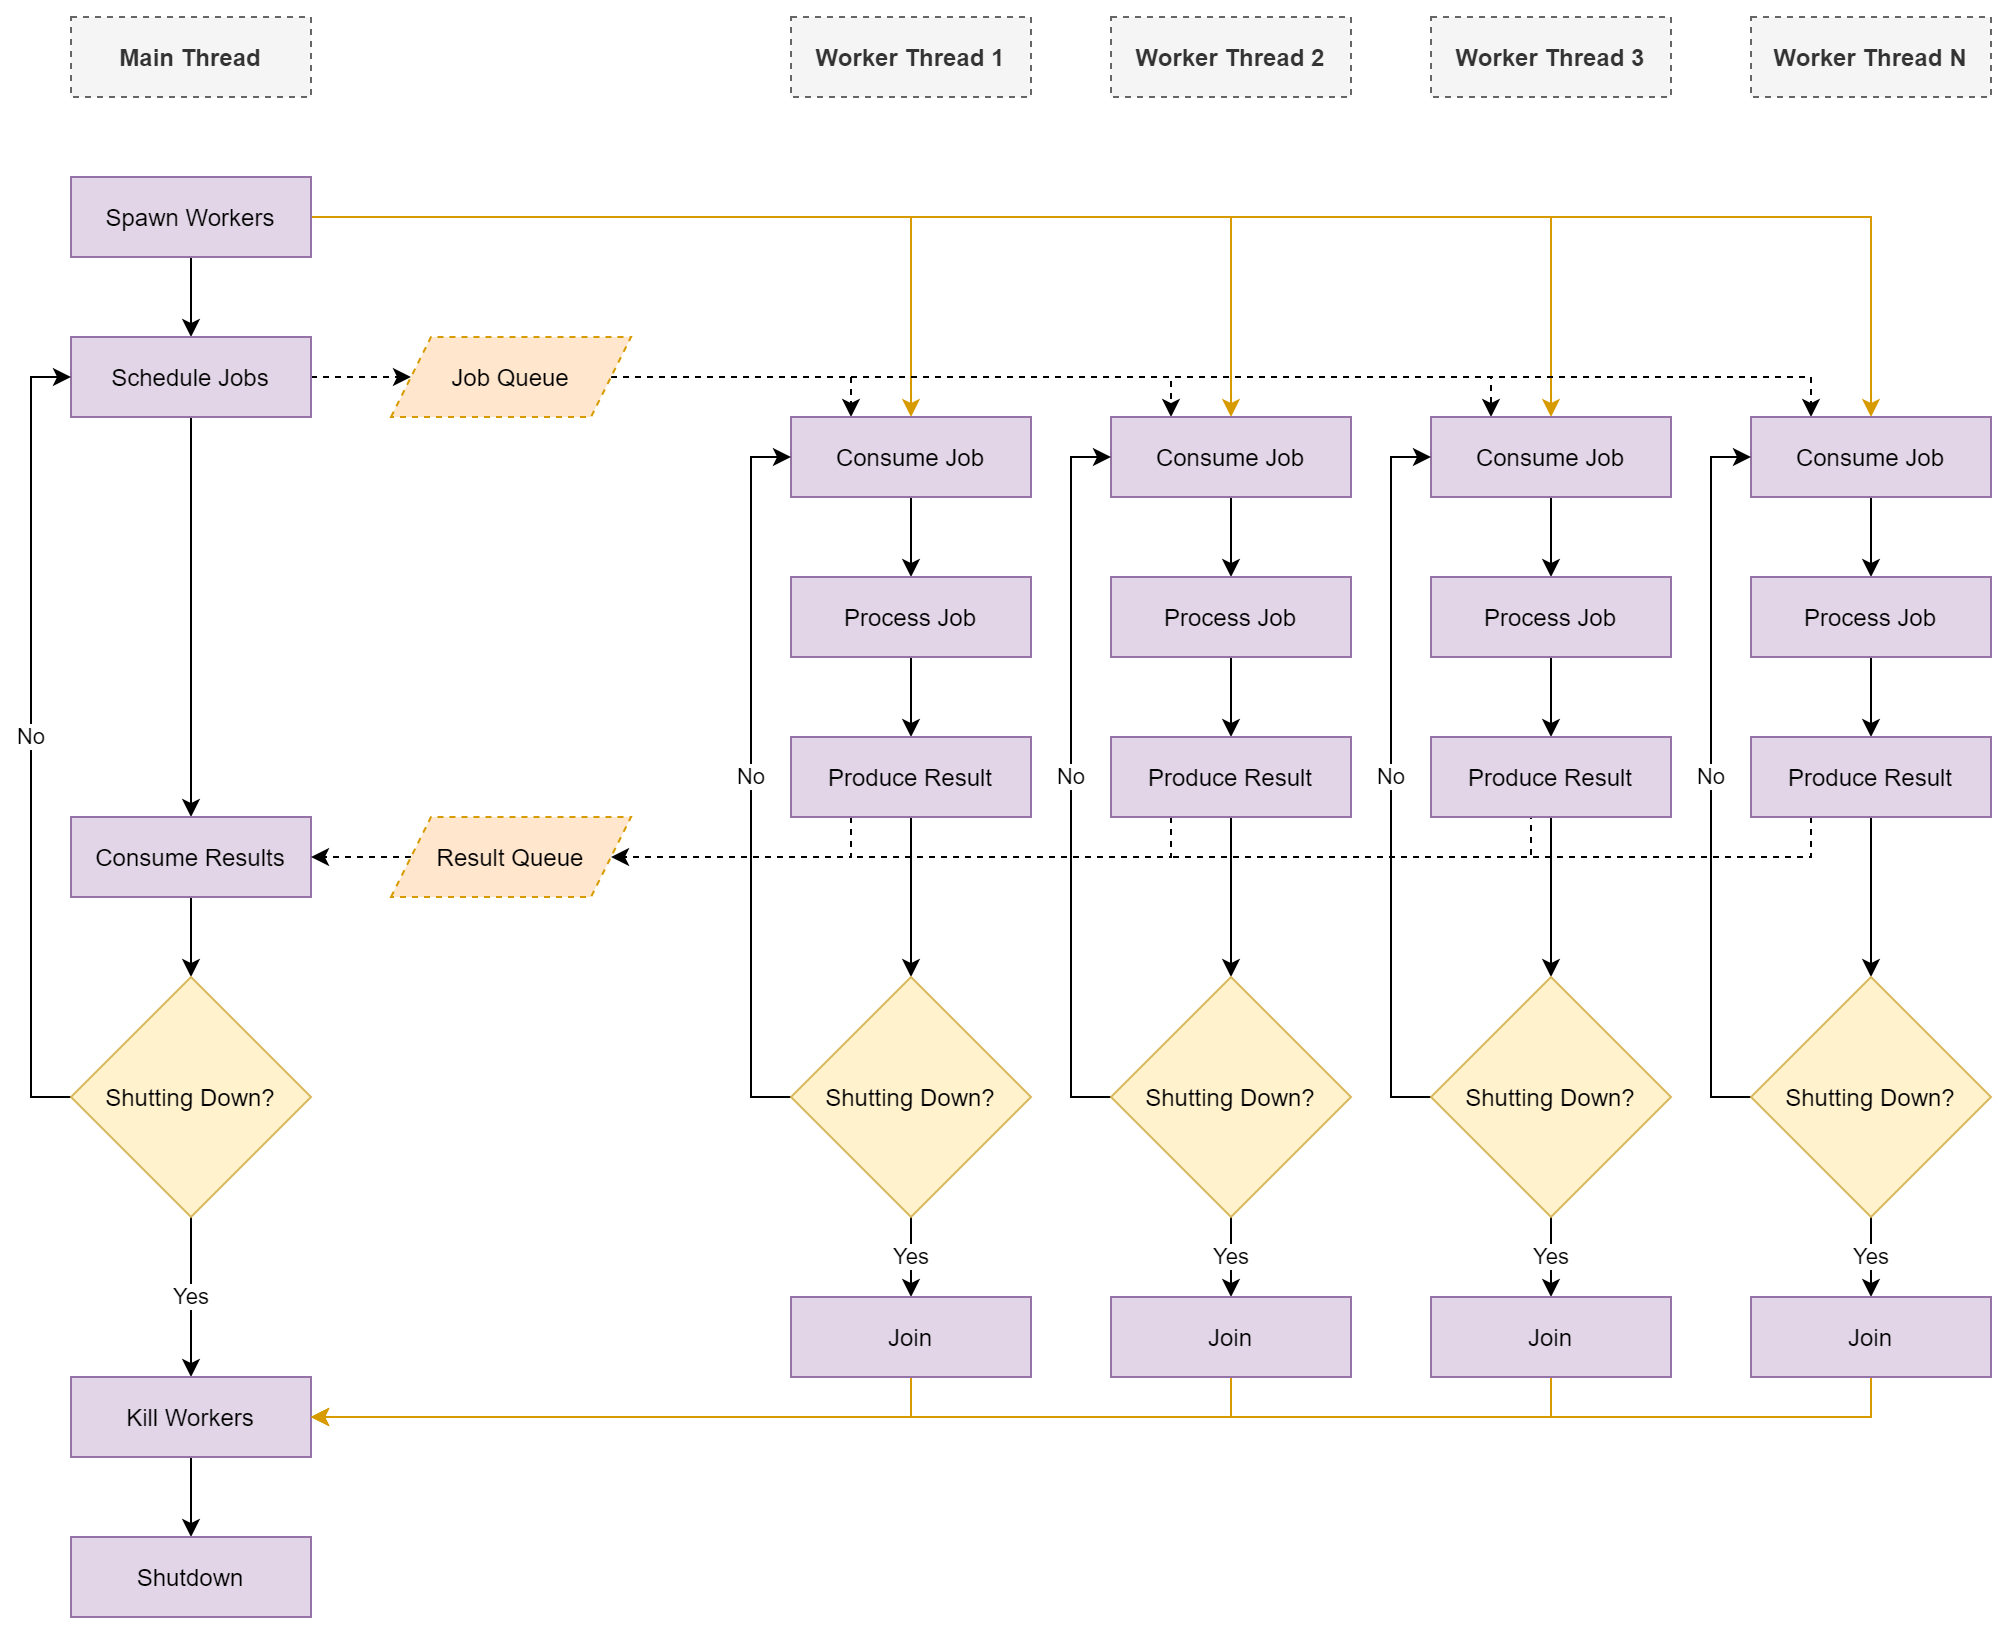 Main Thread
Worker Thread 1
Worker Thread 2
Worker Thread 3
Worker Thread N
Spawn Workers
Schedule Jobs
Job Queue
Consume Job
Consume Job
Consume Job
Consume Job
Process Job
Process Job
Process Job
Process Job
No
No
No
No
No
Produce Result
Produce Result
Produce Result
Produce Result
Consume Results
Result Queue
Shutting Down?
Shutting Down?
Shutting Down?
Shutting Down?
Shutting Down?
Yes
Yes
Yes
Yes
Yes
Join
Join
Join
Join
Kill Workers
Shutdown